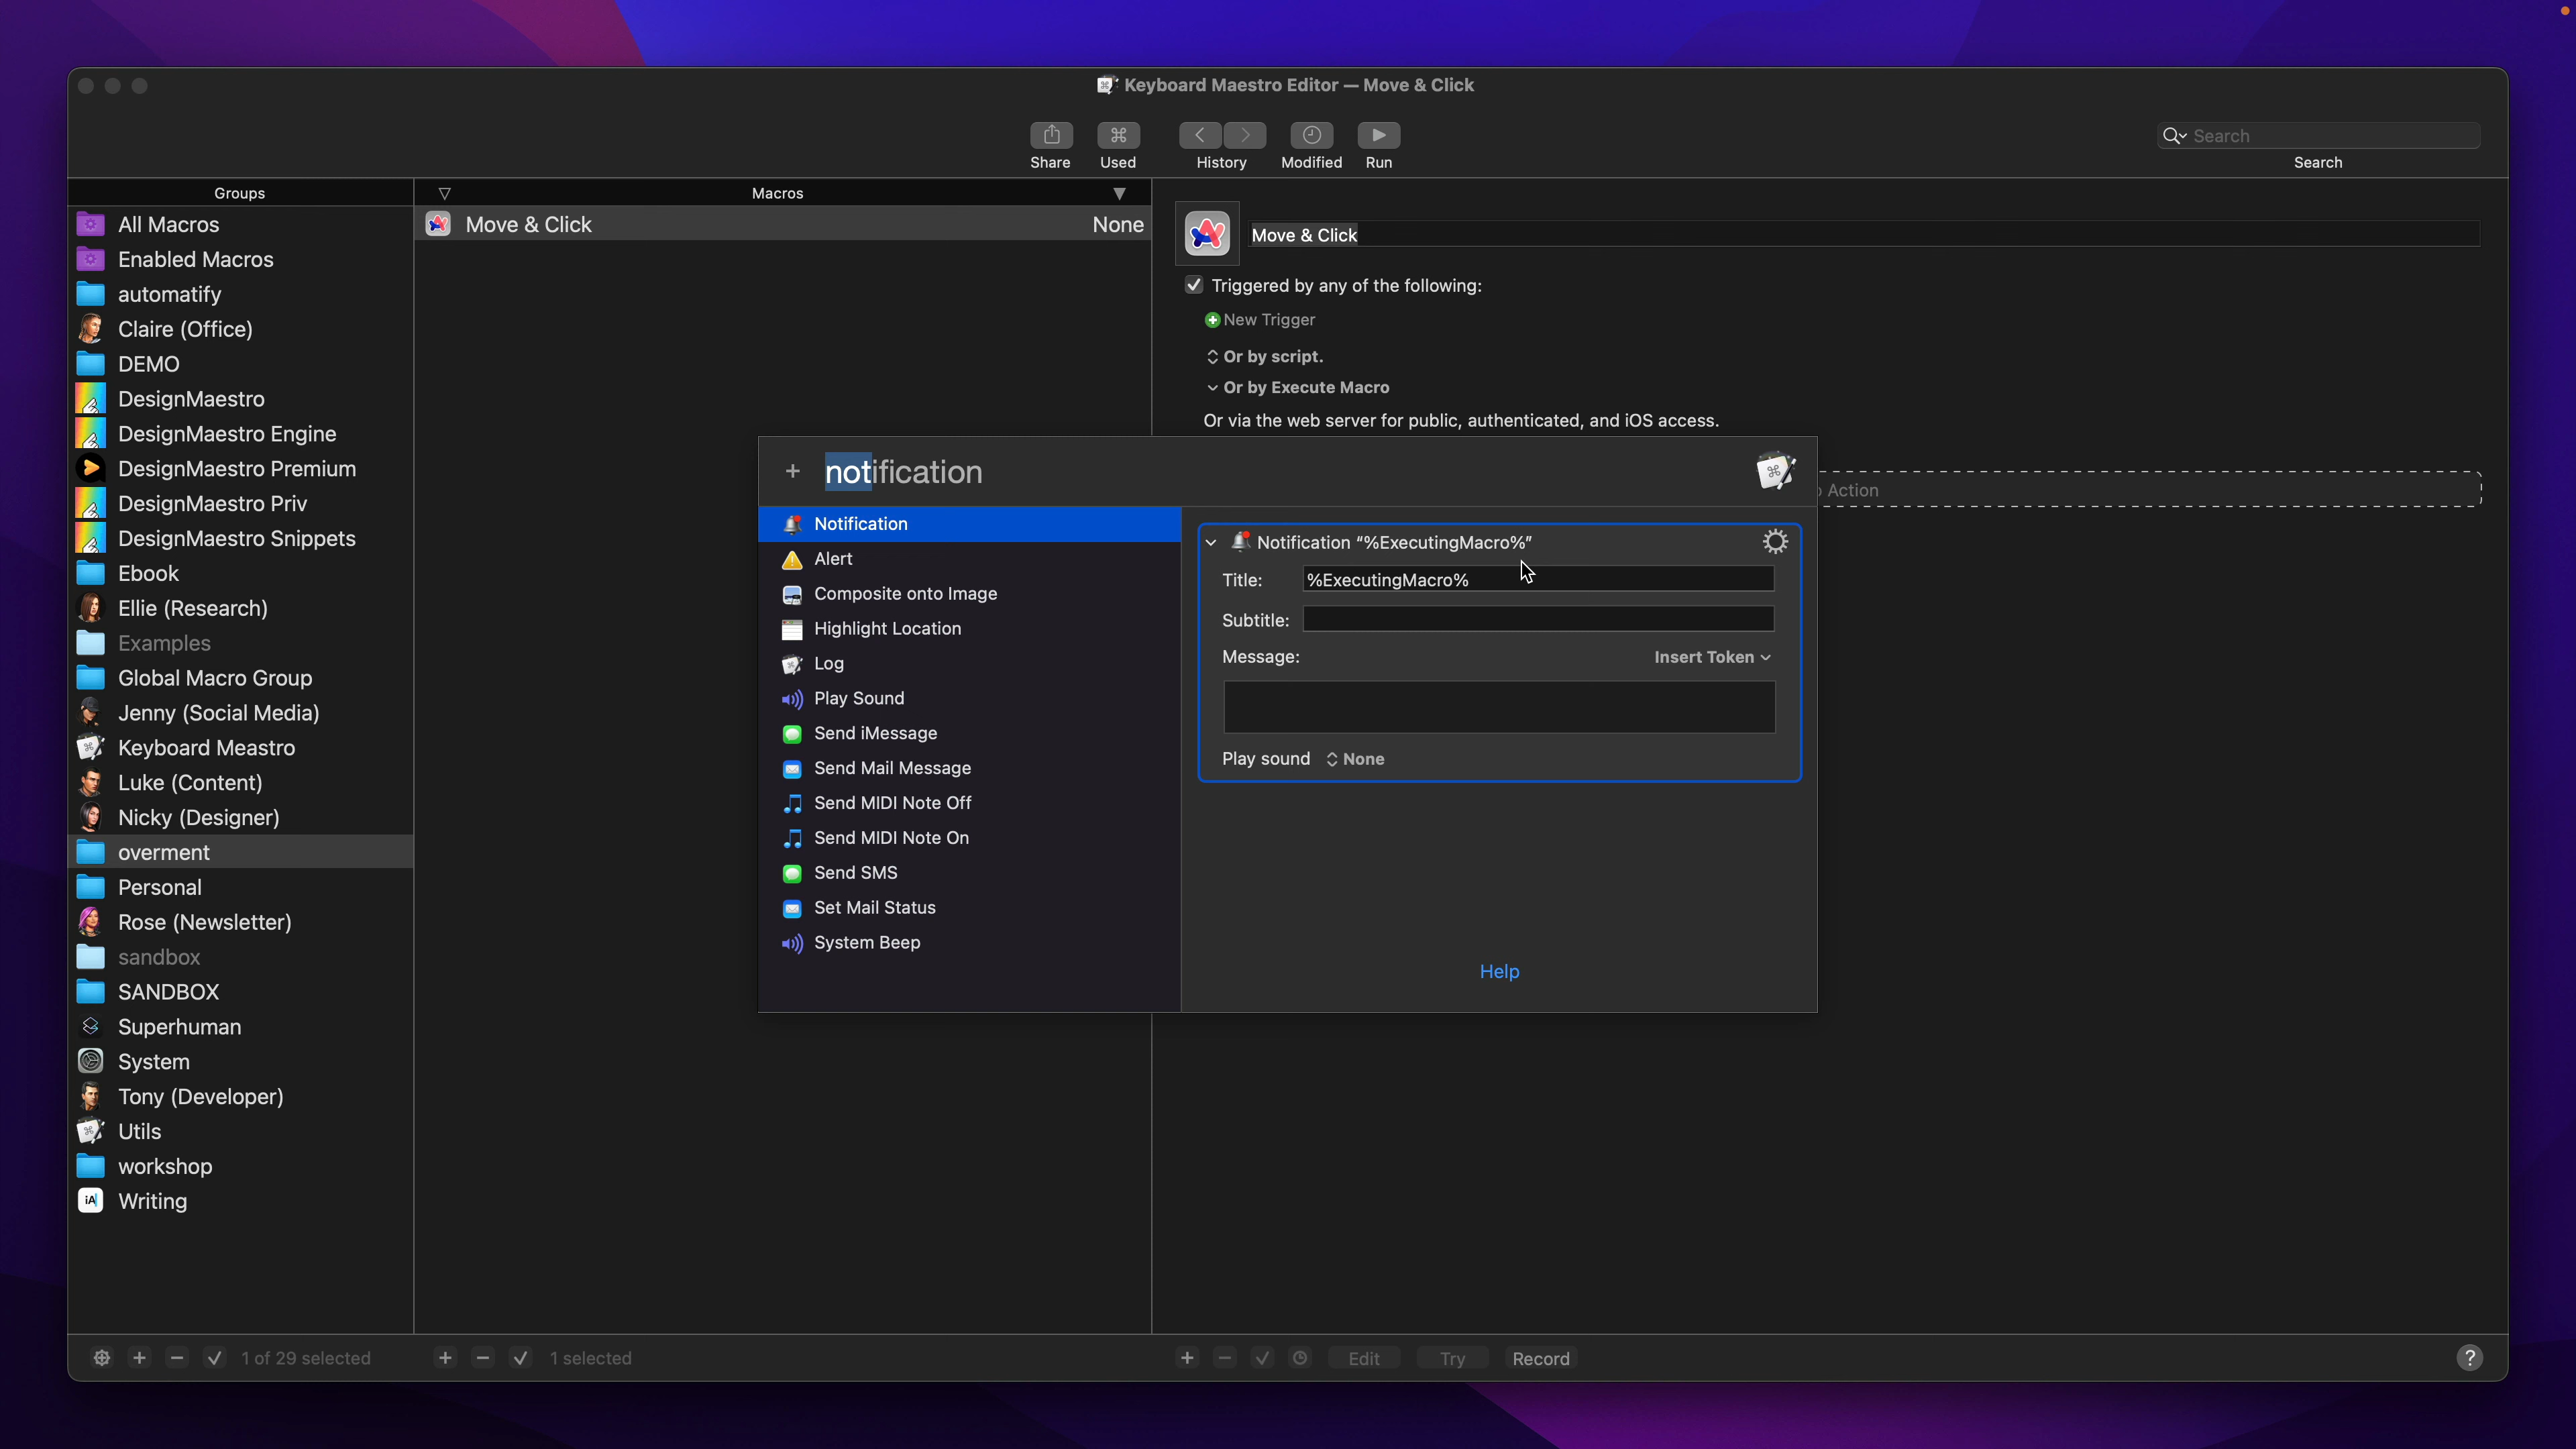 Keyboard Maestro Editor — Move & Click
Share
Used
History
Modified
Run
Search
Search
Groups
Macros
All Macros
Enabled Macros
automatify
Claire (Office)
DEMO
DesignMaestro
DesignMaestro Engine
DesignMaestro Premium
DesignMaestro Priv
DesignMaestro Snippets
Ebook
Ellie (Research)
Examples
Global Macro Group
Jenny (Social Media)
Keyboard Meastro
Luke (Content)
Nicky (Designer)
overment
Personal
Rose (Newsletter)
sandbox
SANDBOX
Superhuman
System
Tony (Developer)
Utils
workshop
iA Writing
Move & Click None
Move & Click
Triggered by any of the following:
New Trigger
Or by script.
Or by Execute Macro
Or via the web server for public, authenticated, and iOS access.
Action
notification
Notification
Alert
Composite onto Image
Highlight Location
Log
Play Sound
Send iMessage
Send Mail Message
Send MIDI Note Off
Send MIDI Note On
Send SMS
Set Mail Status
System Beep
Notification “%ExecutingMacro%”
Title: %ExecutingMacro%
Subtitle:
Message: Insert Token
Play sound None
Help
1 of 29 selected
1 selected
Edit
Try
Record
?